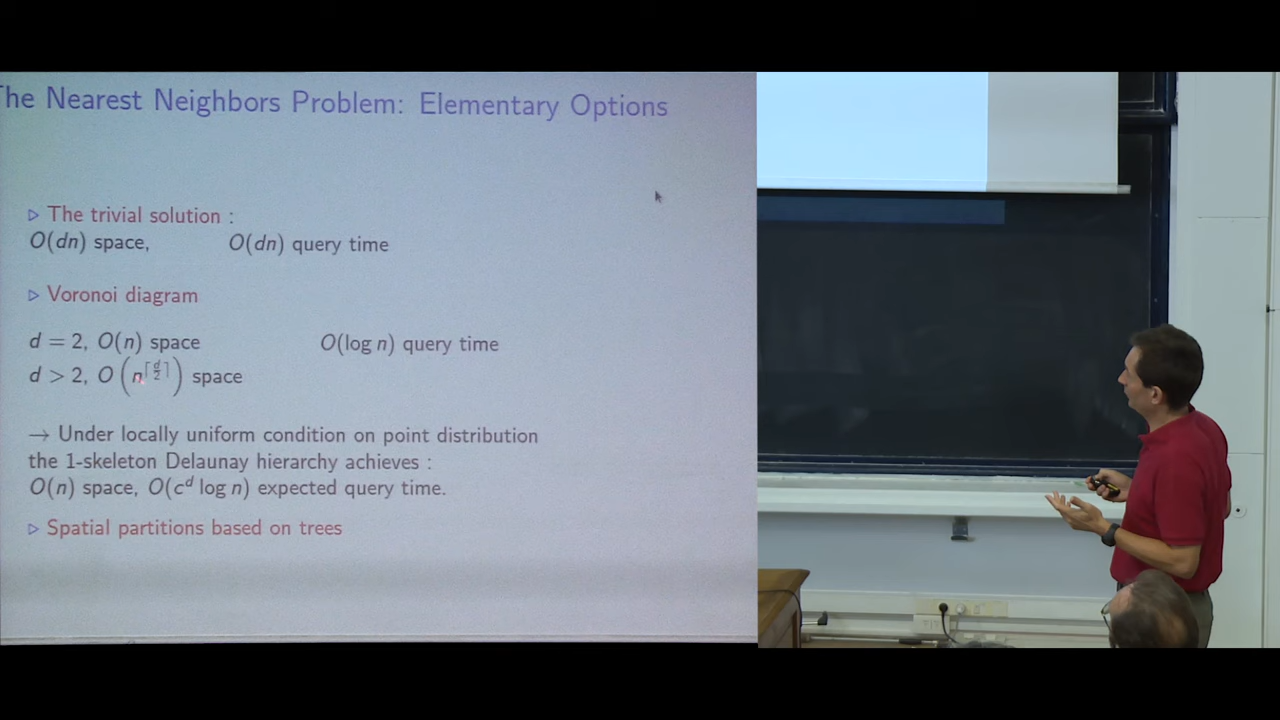 The Nearest Neighbors Problem: Elementary Options
▷ The trivial solution :
O(dn) space, O(dn) query time
▷ Voronoi diagram
d = 2, O(n) space O(log n) query time
d > 2, O(n^⌈d/2⌉) space
→ Under locally uniform condition on point distribution
the 1-skeleton Delaunay hierarchy achieves :
O(n) space, O(c^d log n) expected query time.
▷ Spatial partitions based on trees